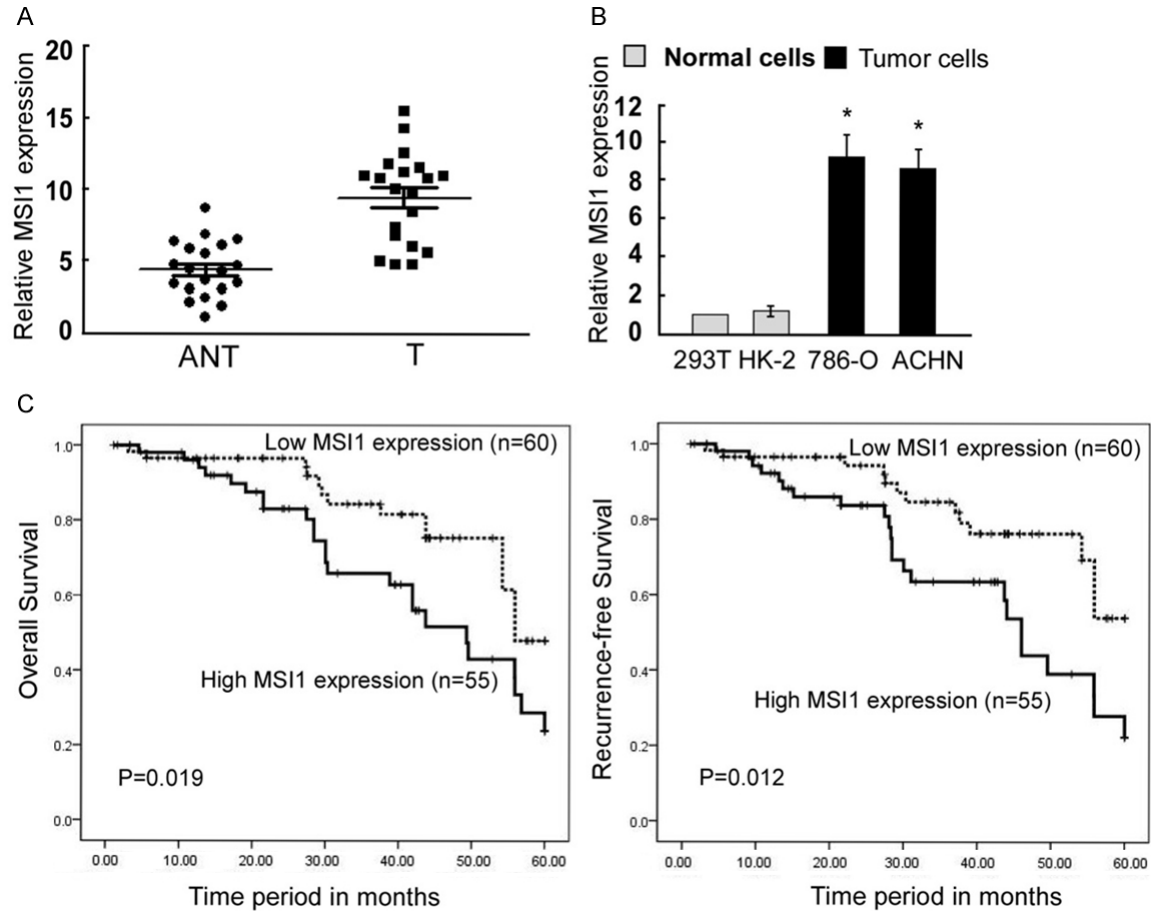 A
Relative MSI1 expression
20
15
10
5
0
ANT T
B
Normal cells Tumor cells
Relative MSI1 expression
12
10
8
6
4
2
0
* *
293T HK-2 786-O ACHN
C
Overall Survival
1.0
0.8
0.6
0.4
0.2
0.0
Low MSI1 expression (n=60)
High MSI1 expression (n=55)
P=0.019
0.00 10.00 20.00 30.00 40.00 50.00 60.00
Time period in months
Recurrence-free Survival
1.0
0.8
0.6
0.4
0.2
0.0
Low MSI1 expression (n=60)
High MSI1 expression (n=55)
P=0.012
0.00 10.00 20.00 30.00 40.00 50.00 60.00
Time period in months